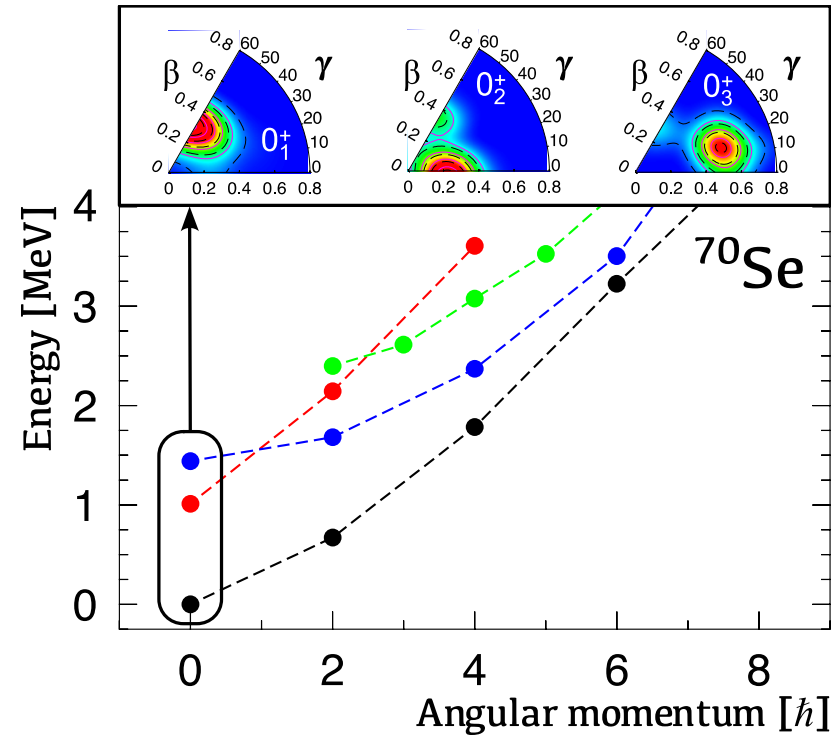 0.8 60 50 40 30 20 10 γ
β 0.6 0.4 0.2 0
0⁺₁
0 0.2 0.4 0.6 0.8
0.8 60 50 40 30 20 10 γ
β 0.6 0.4 0.2 0
0⁺₂
0 0.2 0.4 0.6 0.8
0.8 60 50 40 30 20 10 γ
β 0.6 0.4 0.2 0
0⁺₃
0 0.2 0.4 0.6 0.8
⁷⁰Se
Energy [MeV]
4
3
2
1
0
0 2 4 6 8
Angular momentum [ℏ]